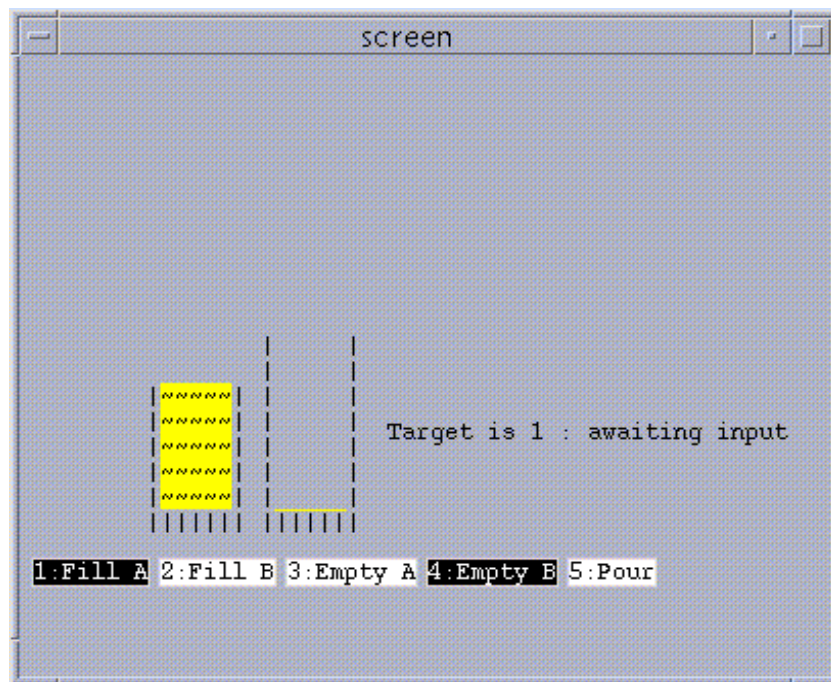 screen
Target is 1 : awaiting input
1:Fill A 2:Fill B 3:Empty A 4:Empty B 5:Pour